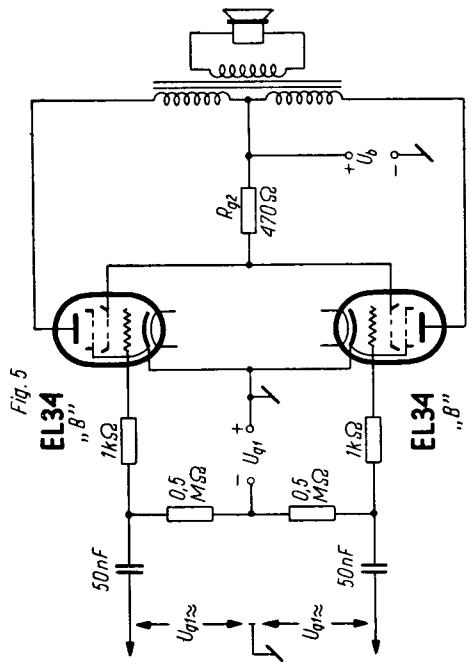 Fig. 5
EL34
„B"
1kΩ
50nF
0,5
MΩ
Ug1≈
+
Ug1
−
Rg2
470Ω
+
Ub
−
0,5
MΩ
Ug1≈
1kΩ
50nF
EL34
„B"